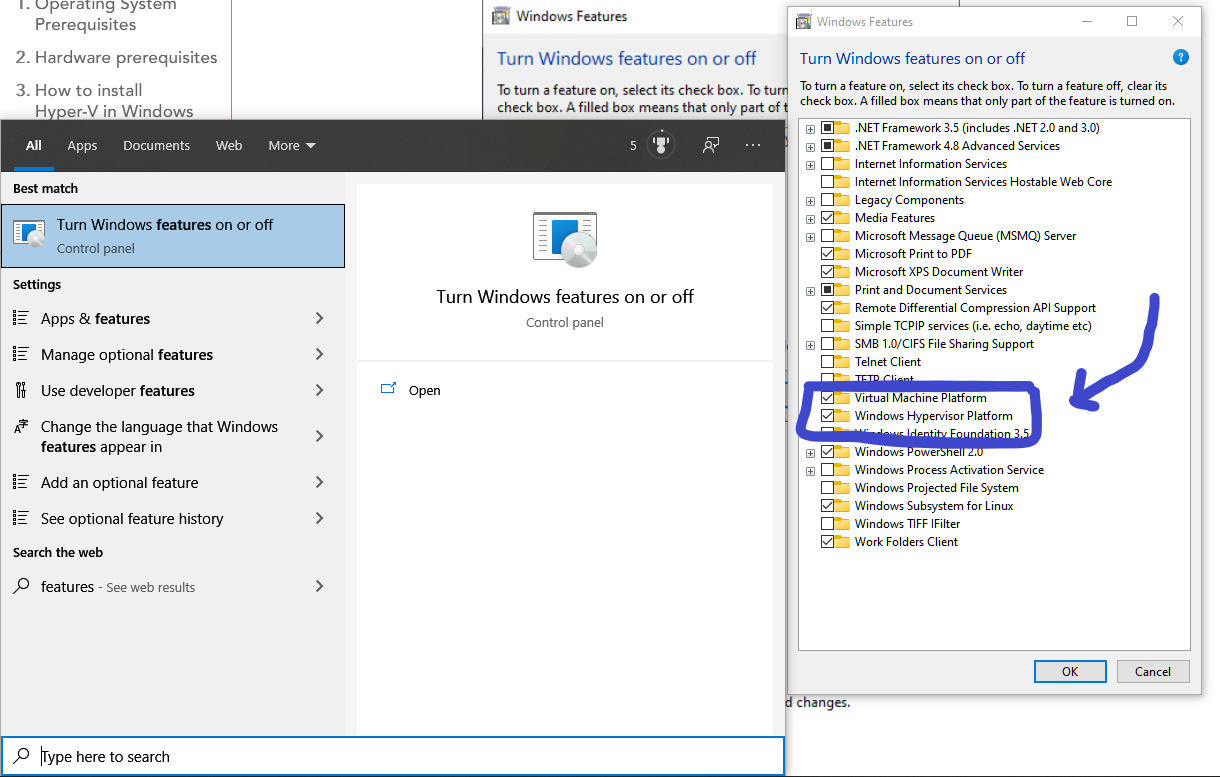 1. Operating System
Prerequisites
2. Hardware prerequisites
3. How to install
Hyper-V in Windows
Windows Features
Turn Windows features on or off
To turn a feature on, select its check box. To turn
check box. A filled box means that only part of t
All
Apps
Documents
Web
More
5
Best match
Turn Windows features on or off
Control panel
Settings
Apps & features
Manage optional features
Use developer features
Change the language that Windows
features appear in
Add an optional feature
See optional feature history
Search the web
features - See web results
Type here to search
Turn Windows features on or off
Control panel
Open
Windows Features
Turn Windows features on or off
?
To turn a feature on, select its check box. To turn a feature off, clear its
check box. A filled box means that only part of the feature is turned on.
.NET Framework 3.5 (includes .NET 2.0 and 3.0)
.NET Framework 4.8 Advanced Services
Internet Information Services
Internet Information Services Hostable Web Core
Legacy Components
Media Features
Microsoft Message Queue (MSMQ) Server
Microsoft Print to PDF
Microsoft XPS Document Writer
Print and Document Services
Remote Differential Compression API Support
Simple TCPIP services (i.e. echo, daytime etc)
SMB 1.0/CIFS File Sharing Support
Telnet Client
TFTP Client
Virtual Machine Platform
Windows Hypervisor Platform
Windows Identity Foundation 3.5
Windows PowerShell 2.0
Windows Process Activation Service
Windows Projected File System
Windows Subsystem for Linux
Windows TIFF IFilter
Work Folders Client
OK
Cancel
d changes.